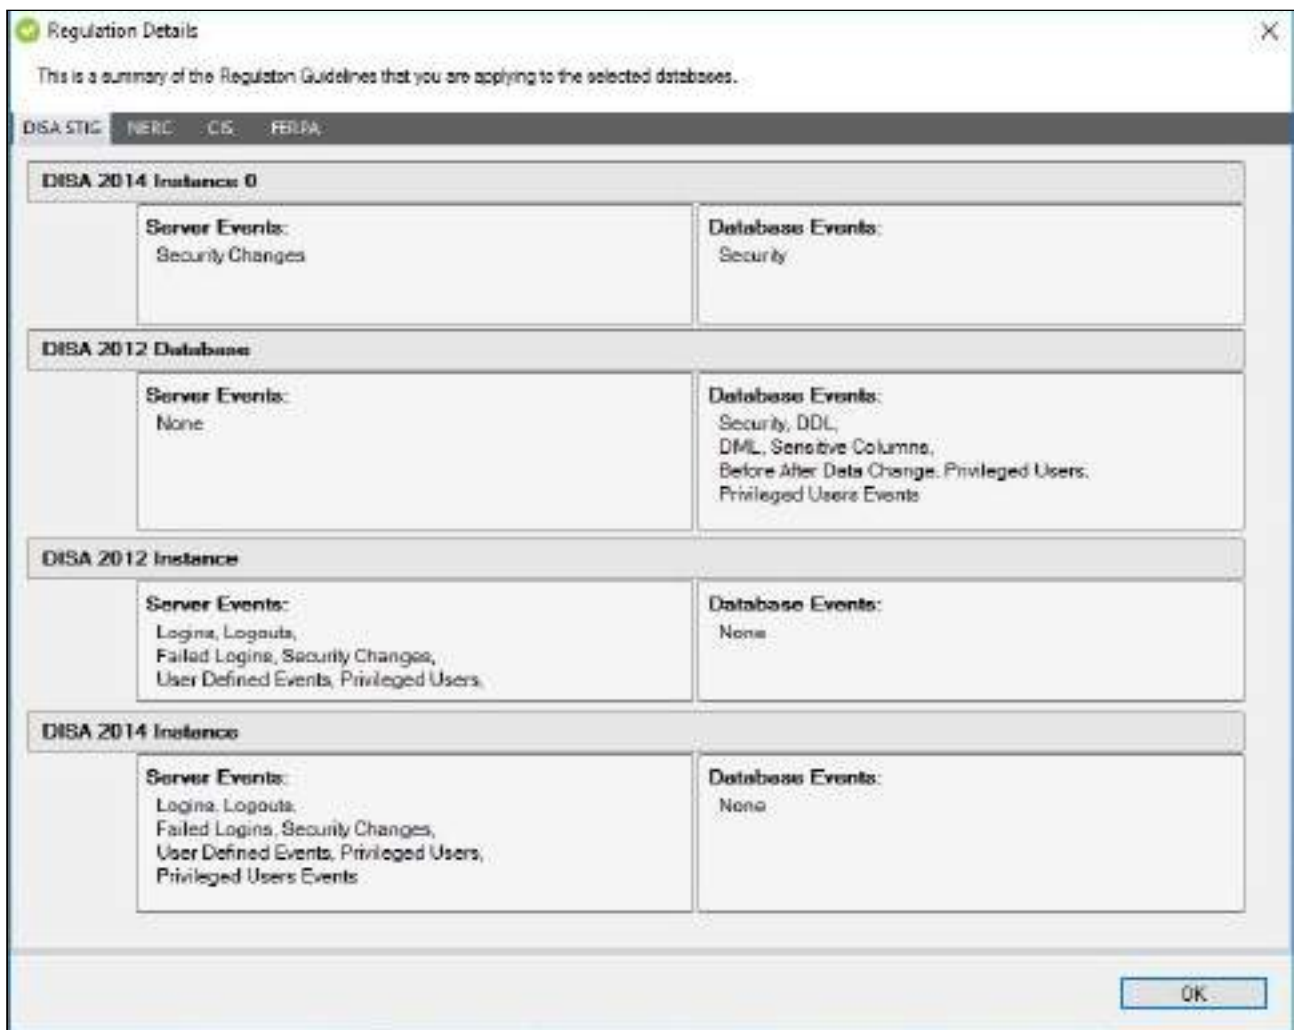 Regulation Details
This is a summary of the Regulaton Guidelines that you are applying to the selected databases.
DISA STIG NERC CIS FERPA
DISA 2014 Instance 0
Server Events:
Security Changes
Database Events:
Security
DISA 2012 Database
Server Events:
None
Database Events:
Security, DDL,
DML, Sensitive Columns,
Before After Data Change, Privileged Users,
Privileged Users Events
DISA 2012 Instance
Server Events:
Logins, Logouts,
Failed Logins, Security Changes,
User Defined Events, Privileged Users,
Database Events:
None
DISA 2014 Instance
Server Events:
Logins, Logouts,
Failed Logins, Security Changes,
User Defined Events, Privileged Users,
Privileged Users Events
Database Events:
None
OK